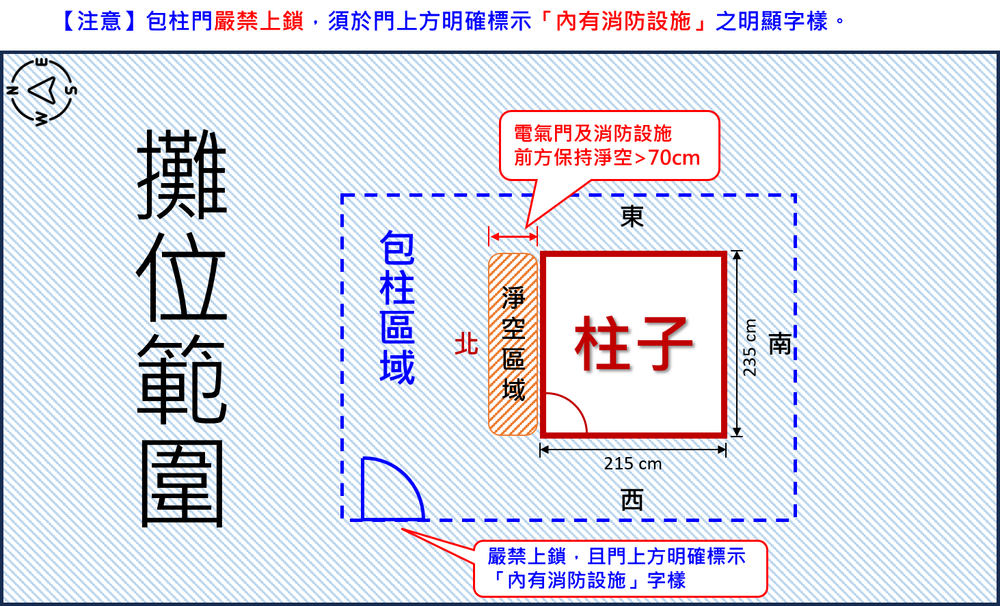 【注意】包柱門嚴禁上鎖，須於門上方明確標示「內有消防設施」之明顯字樣。
E
N
S
W
攤位範圍
電氣門及消防設施
前方保持淨空>70cm
東
包柱區域
北
淨空區域
柱子
235 cm
南
215 cm
西
嚴禁上鎖，且門上方明確標示
「內有消防設施」字樣